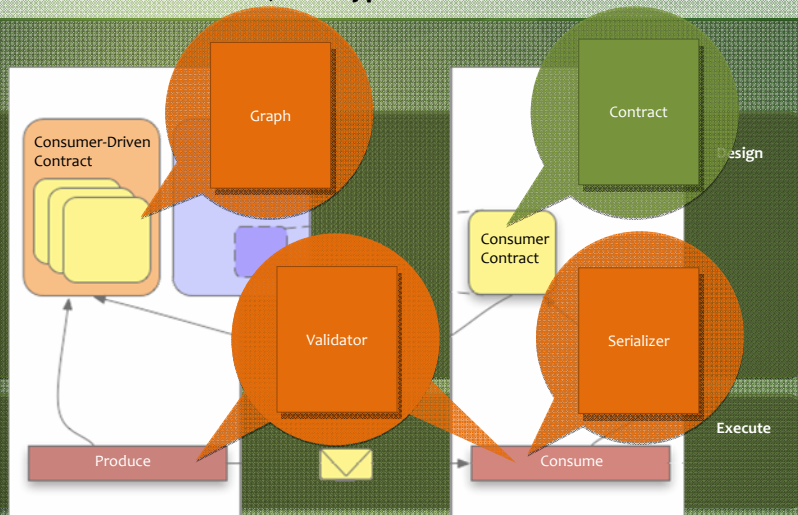 Graph
Contract
Consumer-Driven
Contract
Design
Consumer
Contract
Validator
Serializer
Execute
Produce
Consume